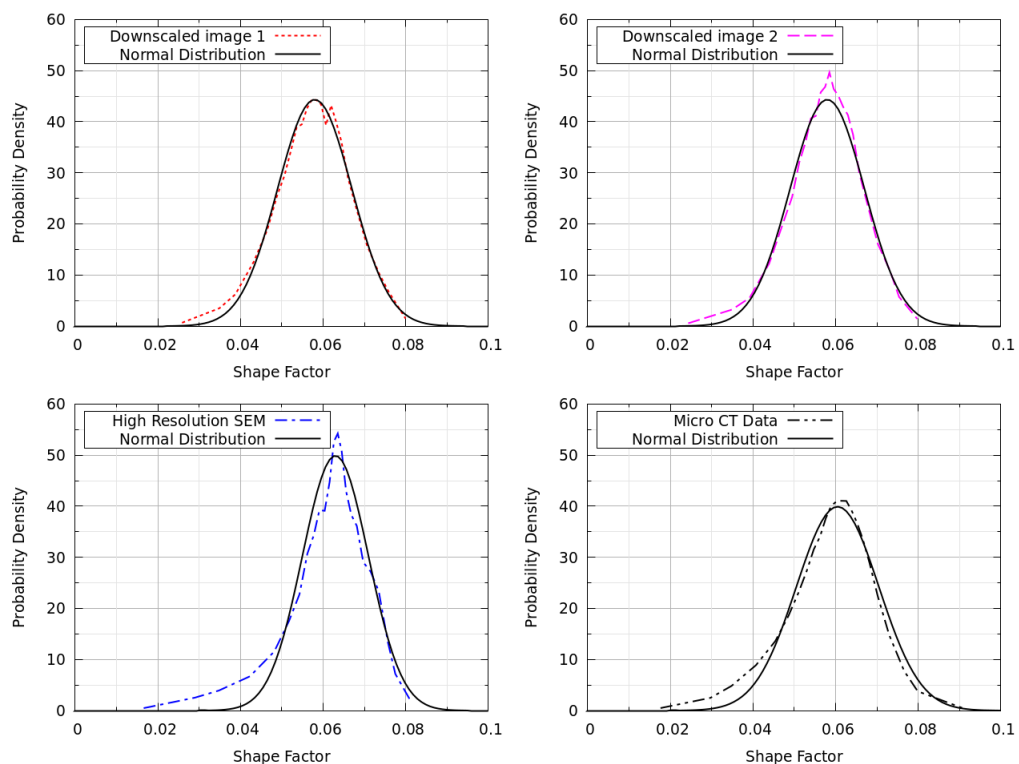 60
50
40
30
20
10
0
Probability Density
Downscaled image 1
Normal Distribution
0 0.02 0.04 0.06 0.08 0.1
Shape Factor
60
50
40
30
20
10
0
Probability Density
Downscaled image 2
Normal Distribution
0 0.02 0.04 0.06 0.08 0.1
Shape Factor
60
50
40
30
20
10
0
Probability Density
High Resolution SEM
Normal Distribution
0 0.02 0.04 0.06 0.08 0.1
Shape Factor
60
50
40
30
20
10
0
Probability Density
Micro CT Data
Normal Distribution
0 0.02 0.04 0.06 0.08 0.1
Shape Factor